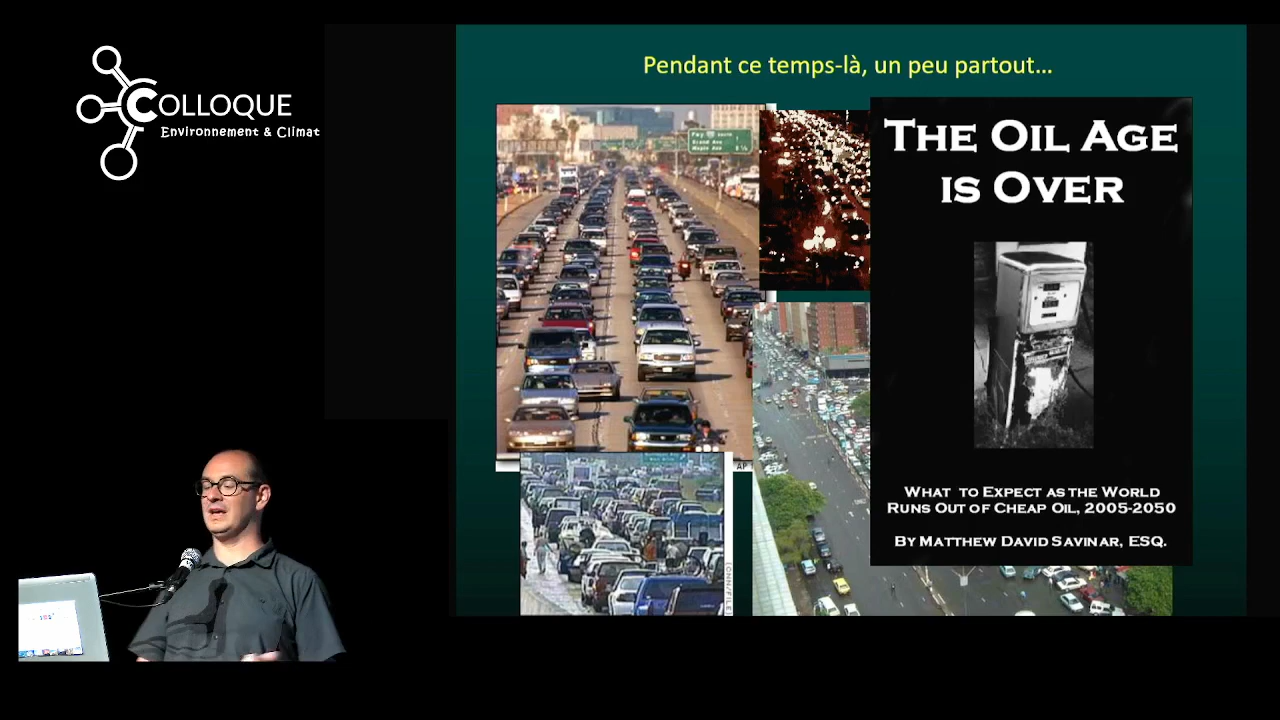 COLLOQUE
Environnement & Climat
Pendant ce temps-là, un peu partout...
THE OIL AGE
IS OVER
WHAT TO EXPECT AS THE WORLD
RUNS OUT OF CHEAP OIL, 2005-2050
BY MATTHEW DAVID SAVINAR, ESQ.
AP